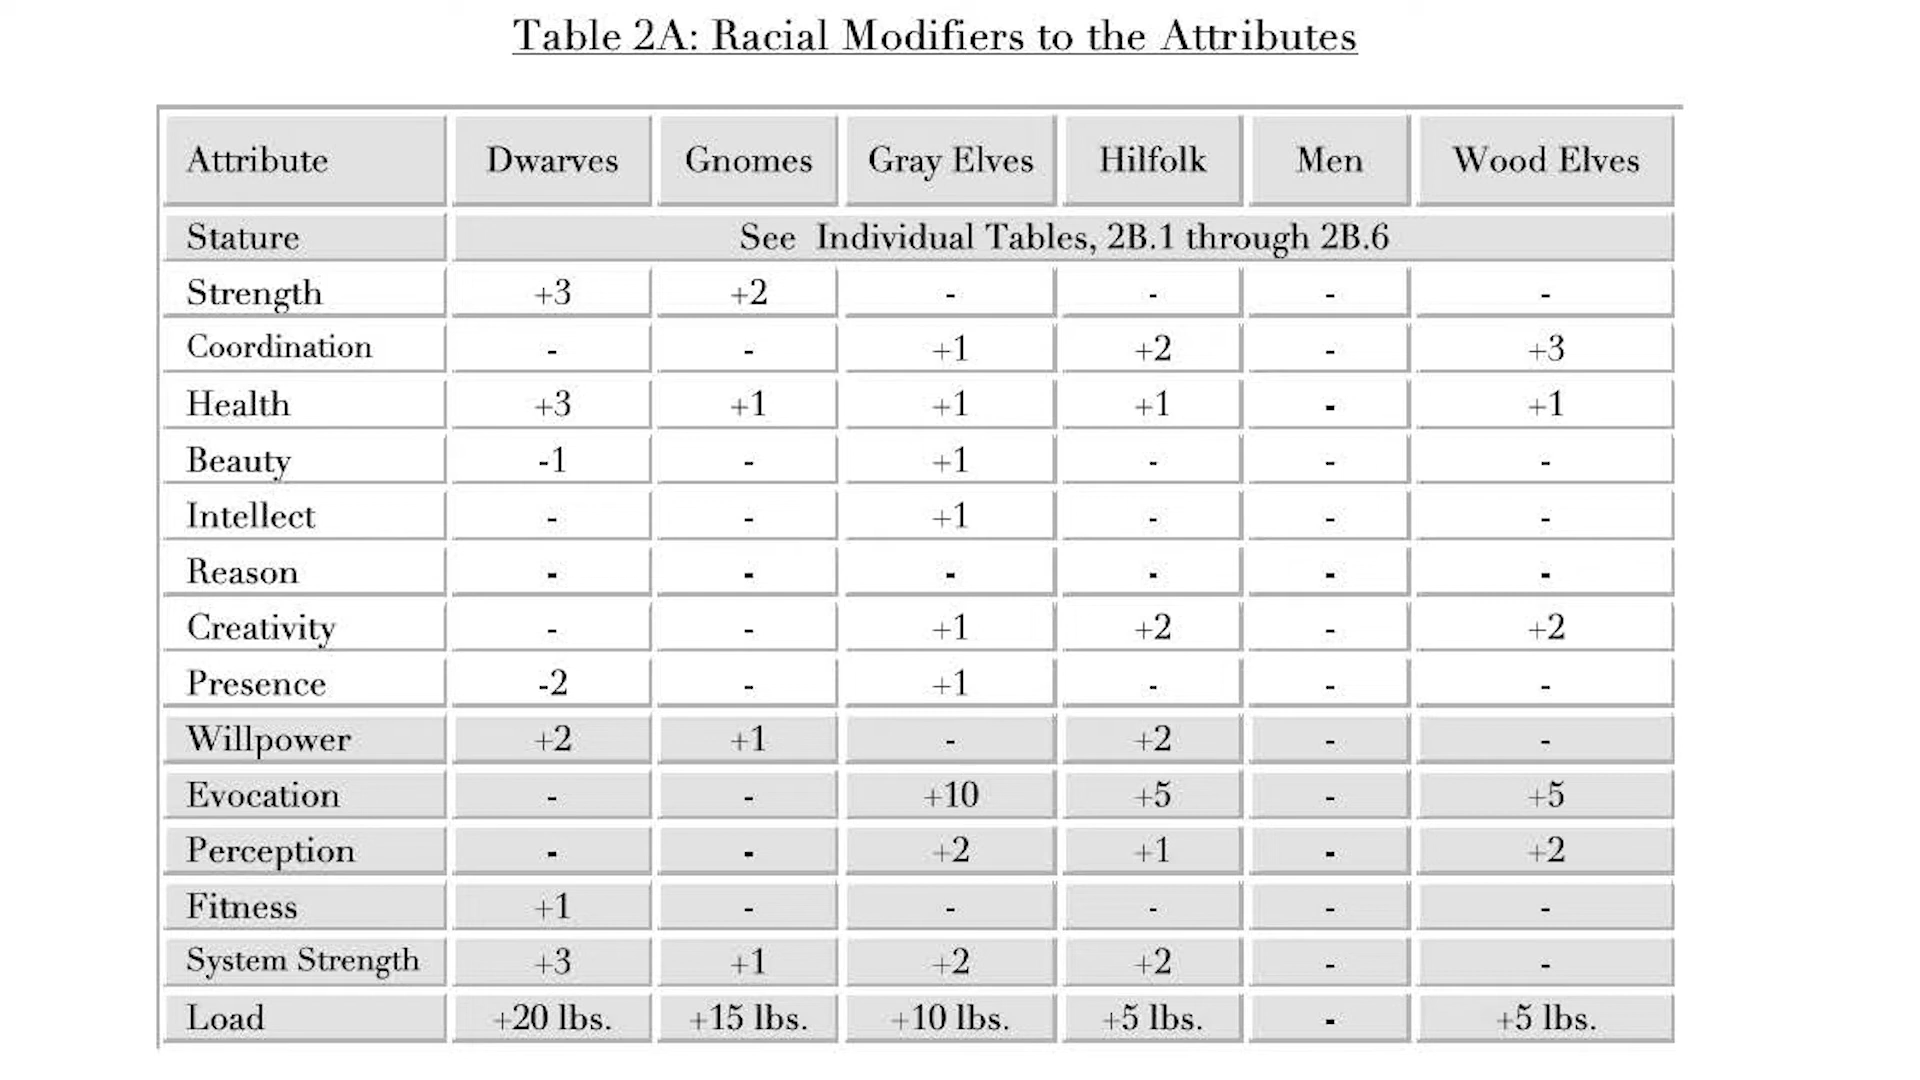 Table 2A: Racial Modifiers to the Attributes
Attribute Dwarves Gnomes Gray Elves Hilfolk Men Wood Elves
Stature See Individual Tables, 2B.1 through 2B.6
Strength +3 +2 - - - -
Coordination - - +1 +2 - +3
Health +3 +1 +1 +1 - +1
Beauty -1 - +1 - - -
Intellect - - +1 - - -
Reason - - - - - -
Creativity - - +1 +2 - +2
Presence -2 - +1 - - -
Willpower +2 +1 - +2 - -
Evocation - - +10 +5 - +5
Perception - - +2 +1 - +2
Fitness +1 - - - - -
System Strength +3 +1 +2 +2 - -
Load +20 lbs. +15 lbs. +10 lbs. +5 lbs. - +5 lbs.